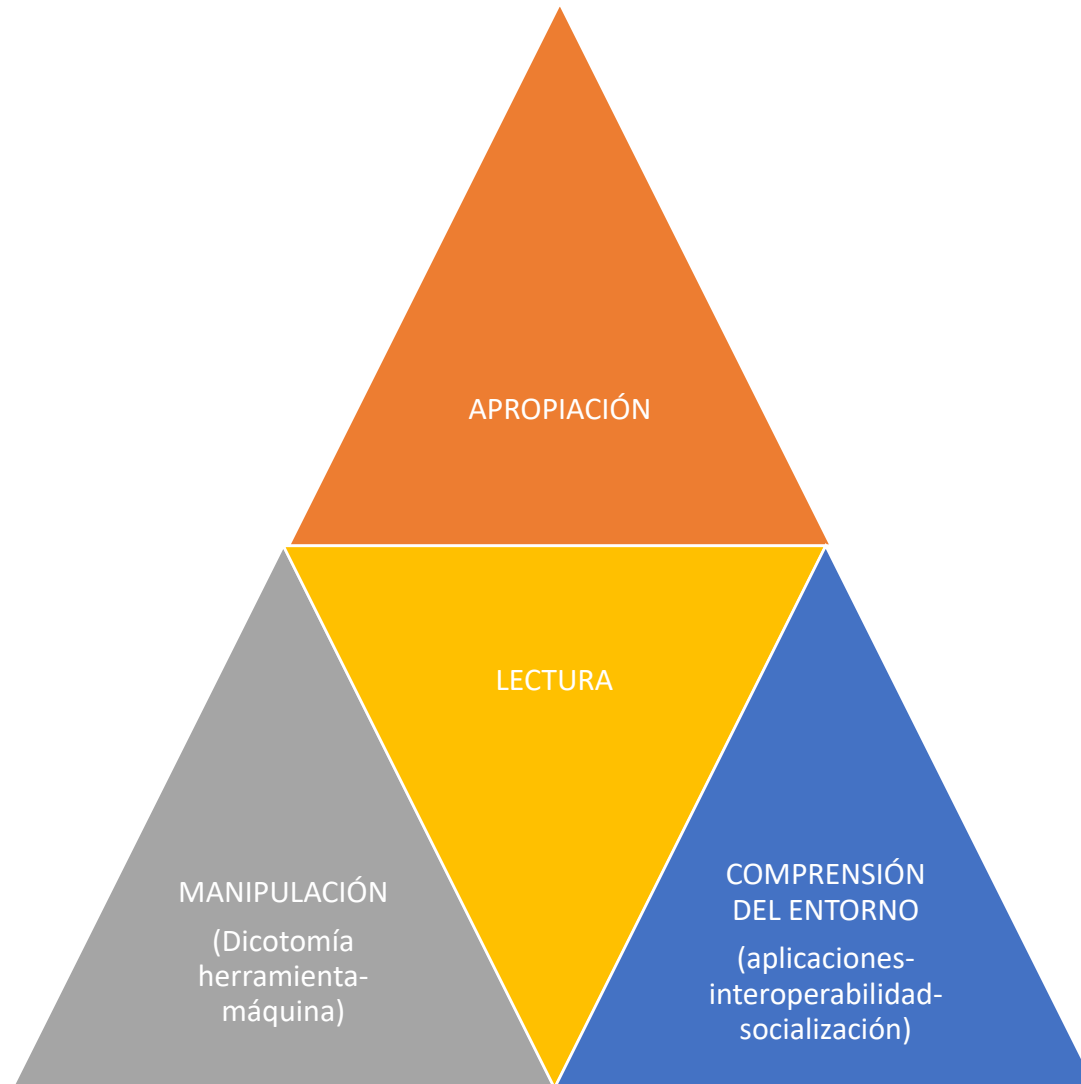 APROPIACIÓN
LECTURA
MANIPULACIÓN
(Dicotomía
herramienta-
máquina)
COMPRENSIÓN
DEL ENTORNO
(aplicaciones-
interoperabilidad-
socialización)